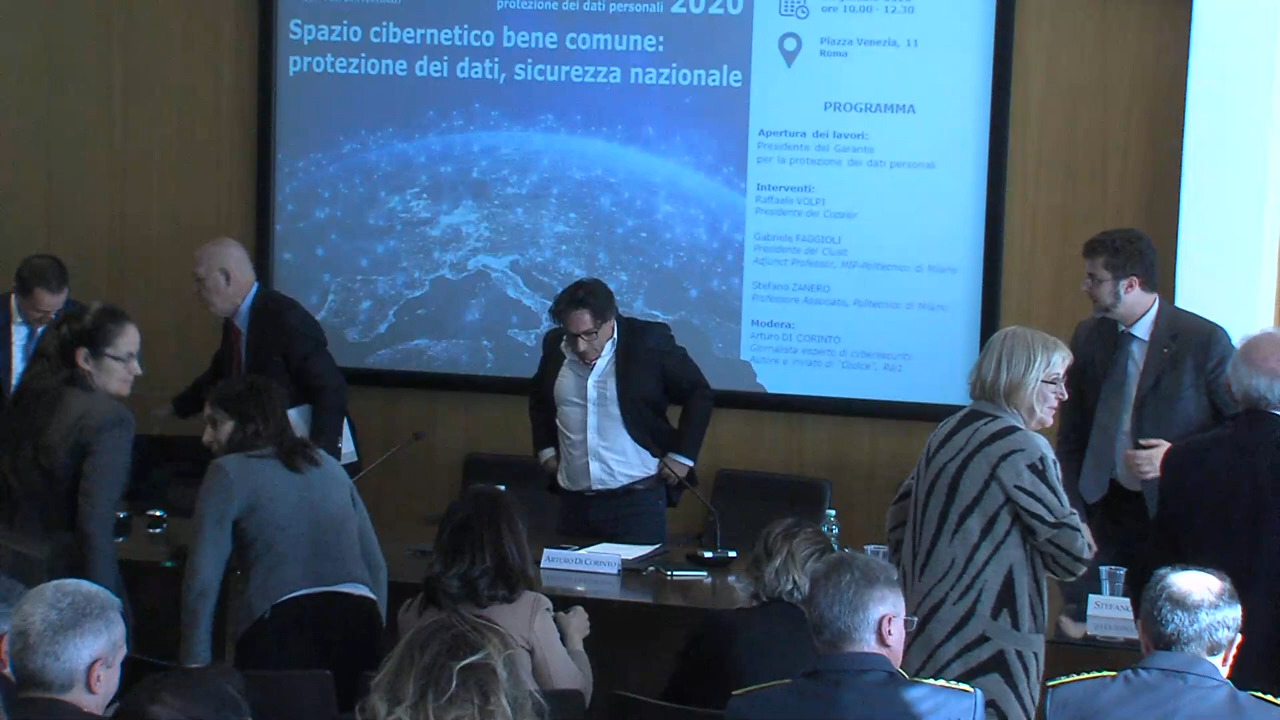 protezione dei dati personali 2020
Spazio cibernetico bene comune:
protezione dei dati, sicurezza nazionale
ore 10.00 - 12.30
Piazza Venezia, 11
Roma
PROGRAMMA
Apertura dei lavori:
Presidente del Garante
per la protezione dei dati personali
Interventi:
Raffaele VOLPI
Presidente del Copasir
Gabriele FAGGIOLI
Presidente del Clusit
Adjunct Professor, MIP-Politecnico di Milano
Stefano ZANERO
Professore Associato, Politecnico di Milano
Modera:
Arturo DI CORINTO
Giornalista esperto di cybersecurity
Autore e inviato di "Codice", Rai1
ARTURO DI CORINTO
STEFANO